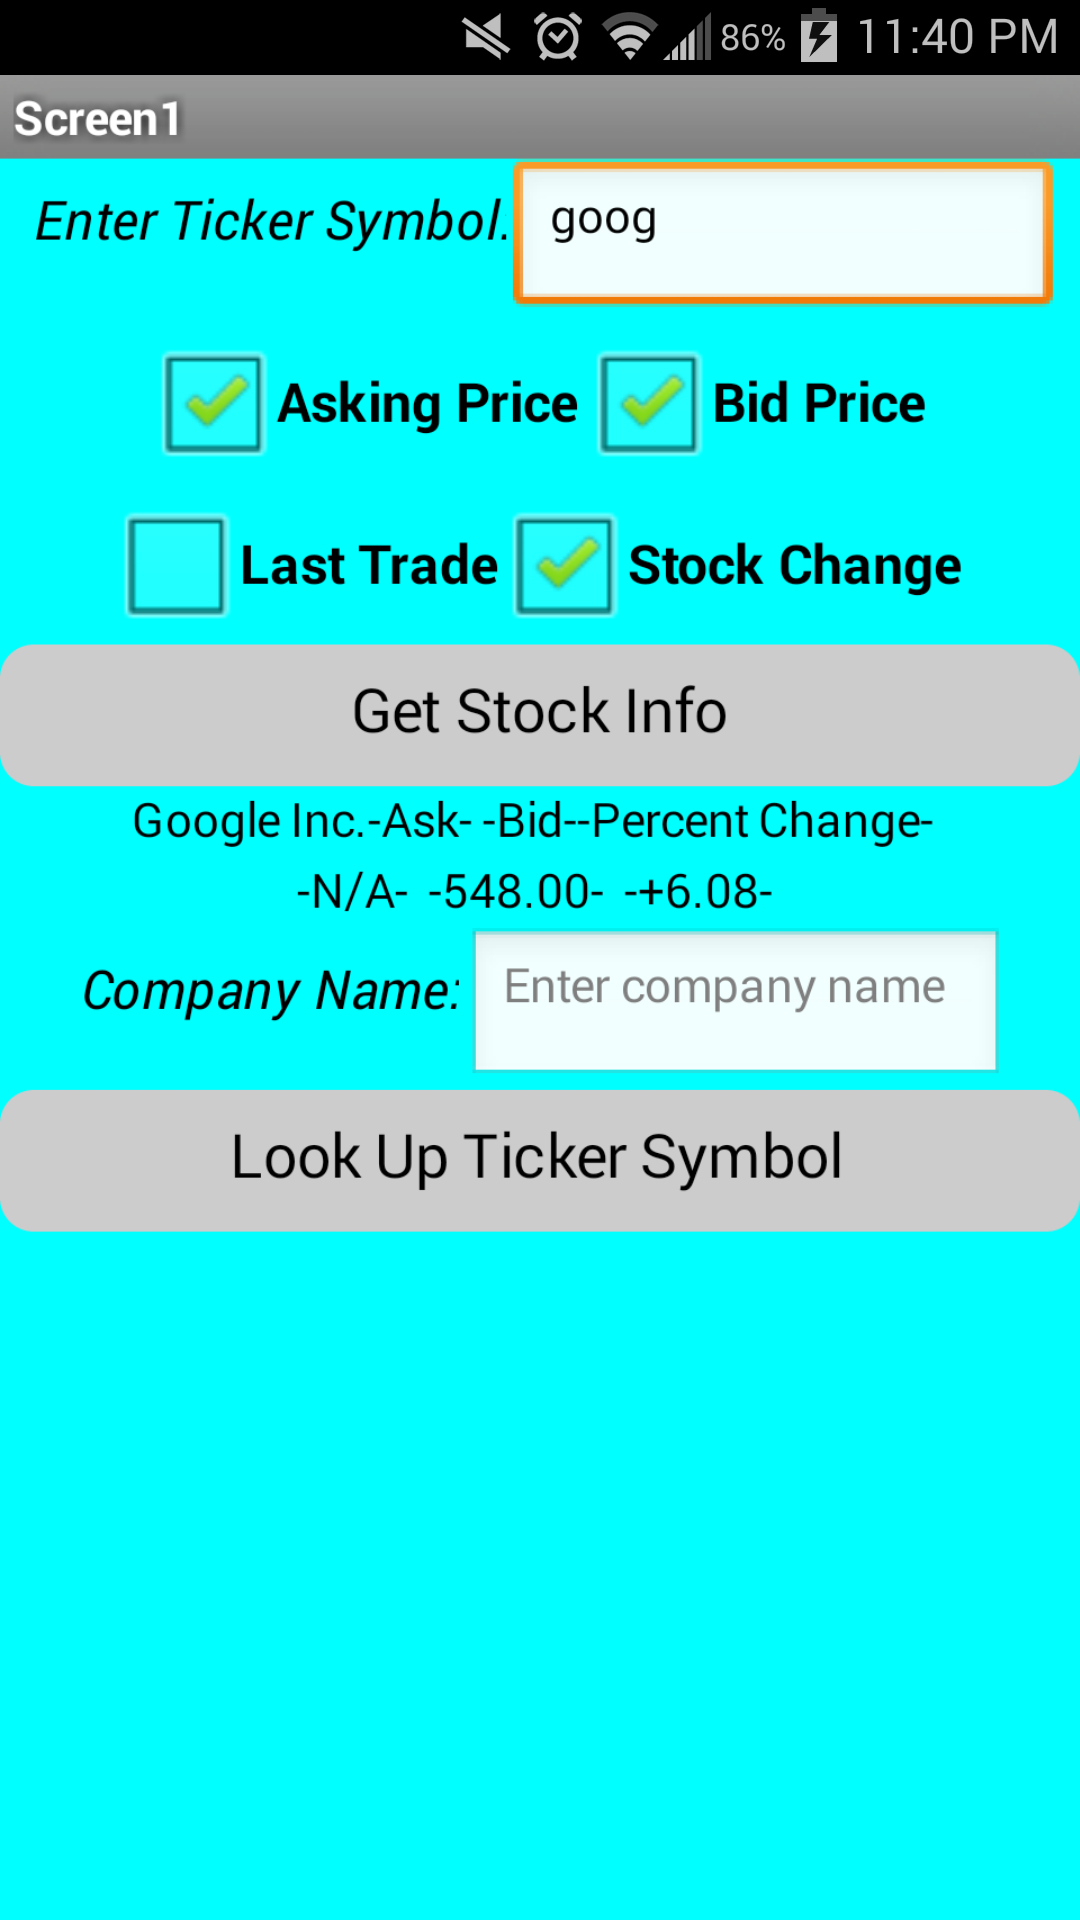 86% 11:40 PM
Screen1
Enter Ticker Symbol: goog
Asking Price Bid Price
Last Trade Stock Change
Get Stock Info
Google Inc.-Ask- -Bid--Percent Change-
-N/A- -548.00- -+6.08-
Company Name: Enter company name
Look Up Ticker Symbol